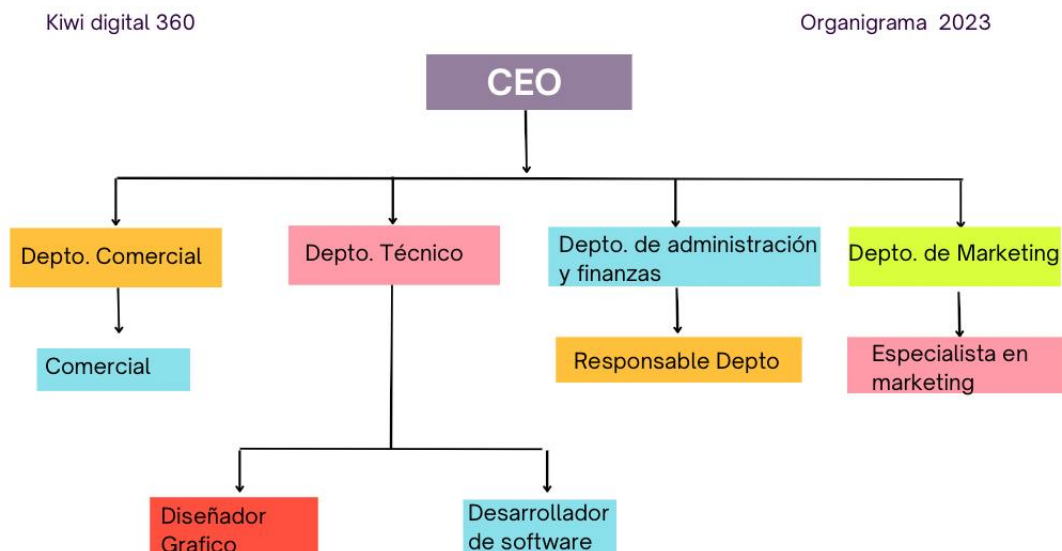 Kiwi digital 360
Organigrama 2023
CEO
Depto. Comercial
Depto. Técnico
Depto. de administración
y finanzas
Depto. de Marketing
Comercial
Responsable Depto
Especialista en
marketing
Diseñador
Grafico
Desarrollador
de software